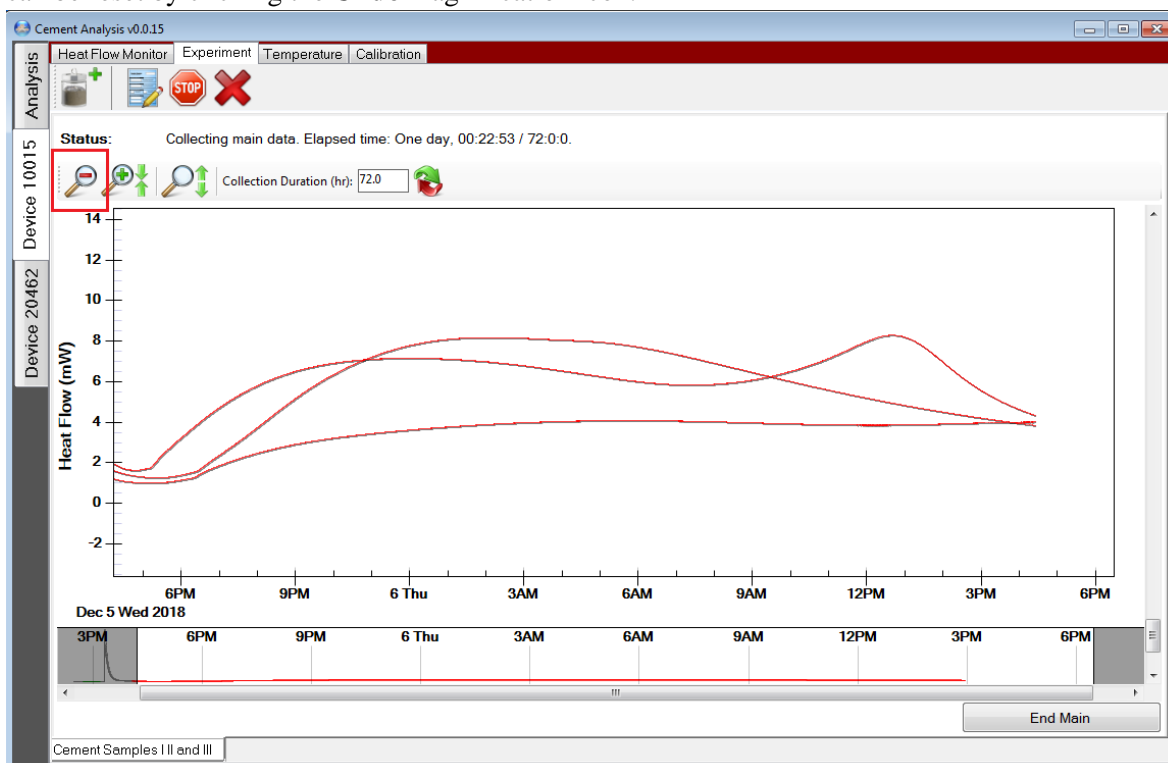 Cement Analysis v0.0.15
Analysis
Device 10015
Device 20462
Heat Flow Monitor Experiment Temperature Calibration
STOP
Status: Collecting main data. Elapsed time: One day, 00:22:53 / 72:0:0.
Collection Duration (hr): 72.0
Heat Flow (mW)
14
12
10
8
6
4
2
0
-2
6PM 9PM 6 Thu 3AM 6AM 9AM 12PM 3PM 6PM
Dec 5 Wed 2018
3PM 6PM 9PM 6 Thu 3AM 6AM 9AM 12PM 3PM 6PM
End Main
Cement Samples I II and III